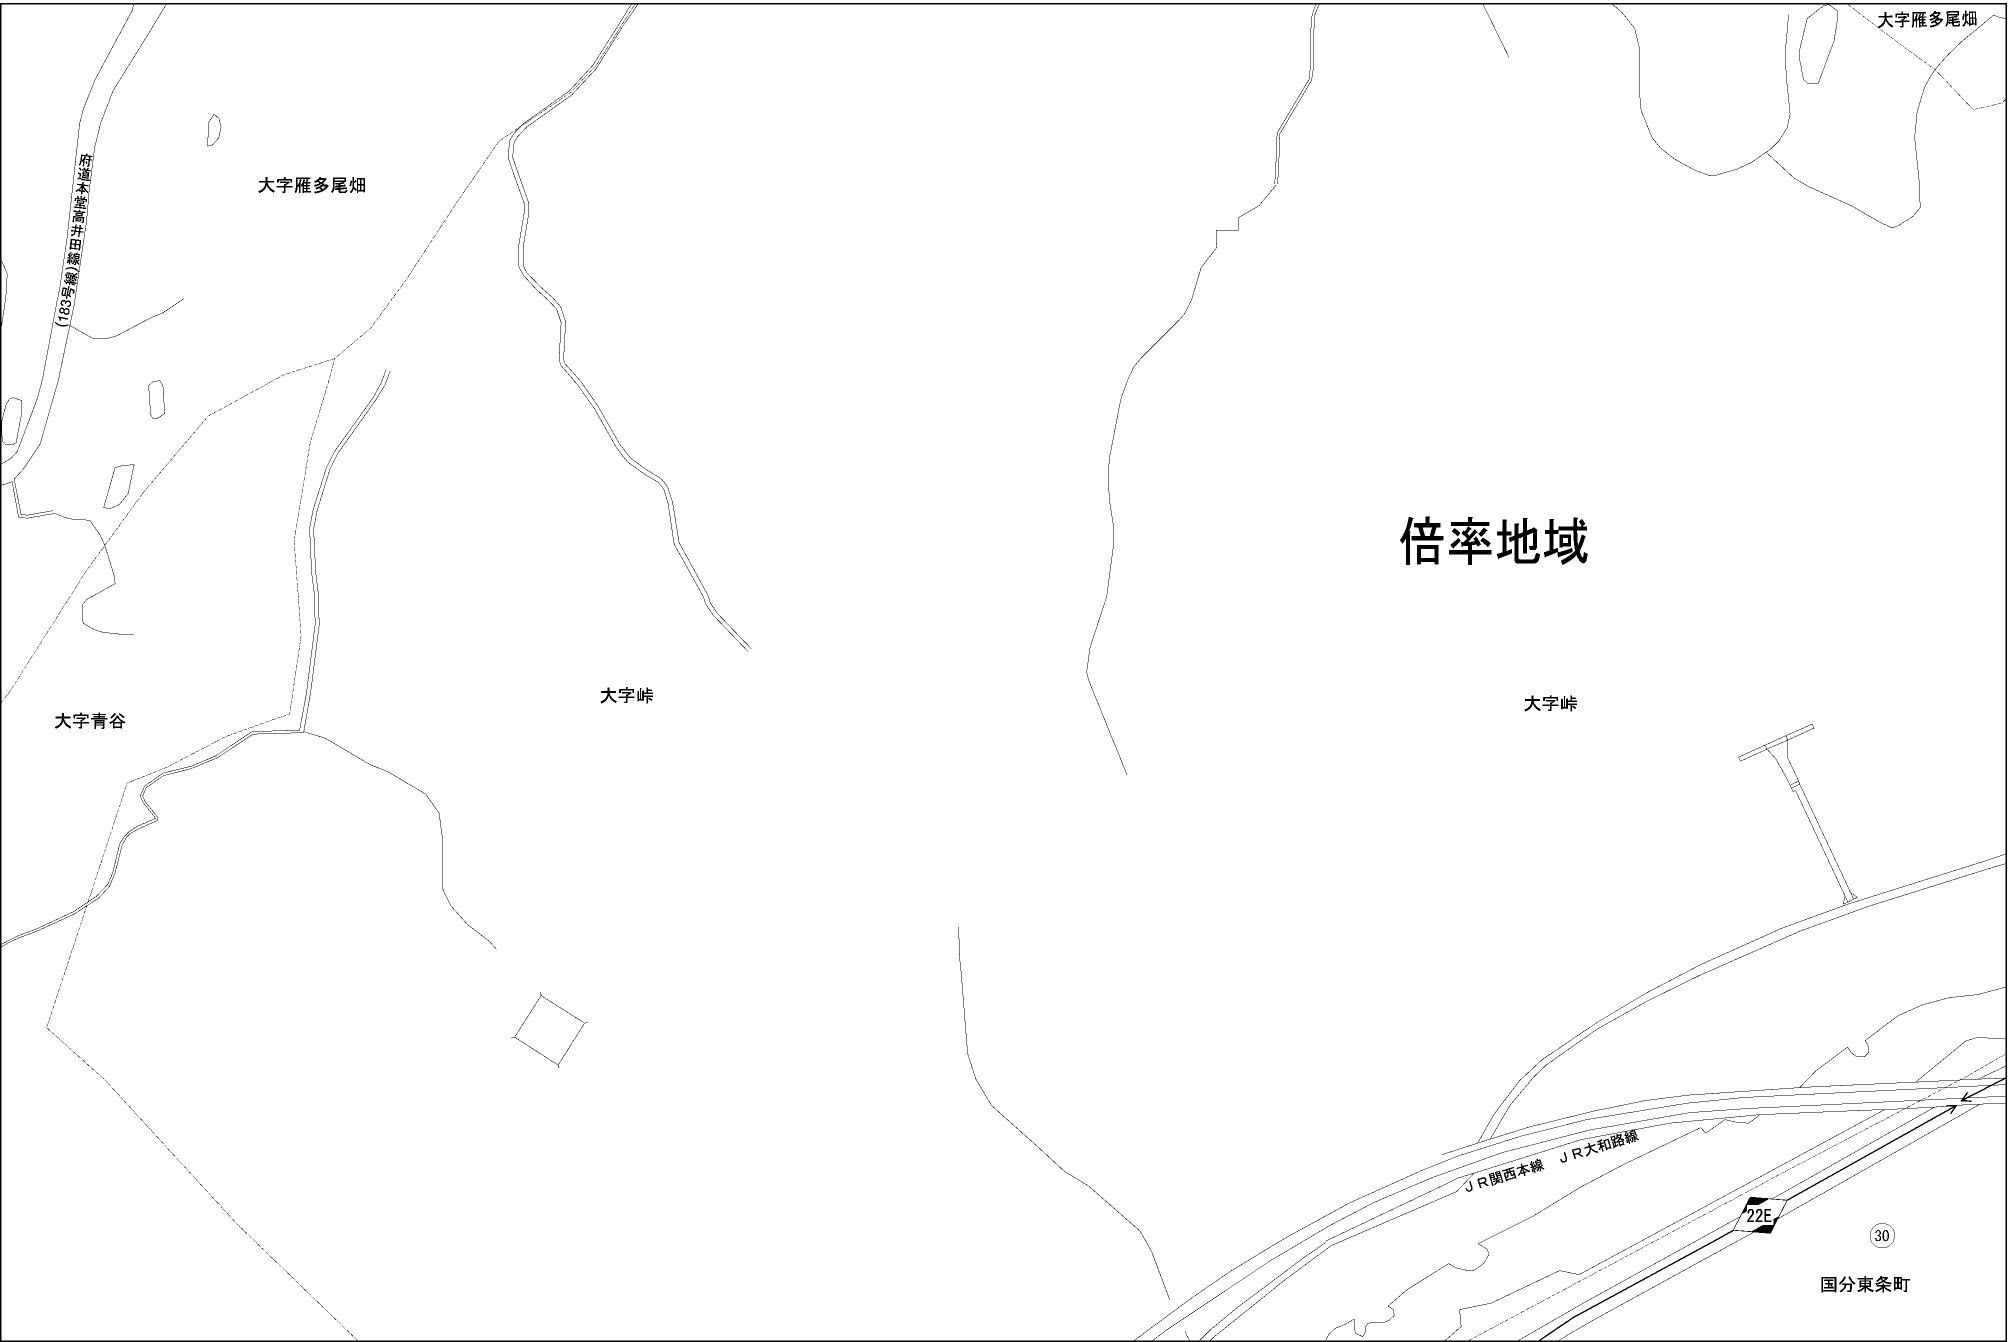 大字雁多尾畑
大字雁多尾畑
府道本堂高井田線
(183号線)
倍率地域
大字峠
大字峠
大字青谷
JR関西本線 JR大和路線
22E
30
国分東条町